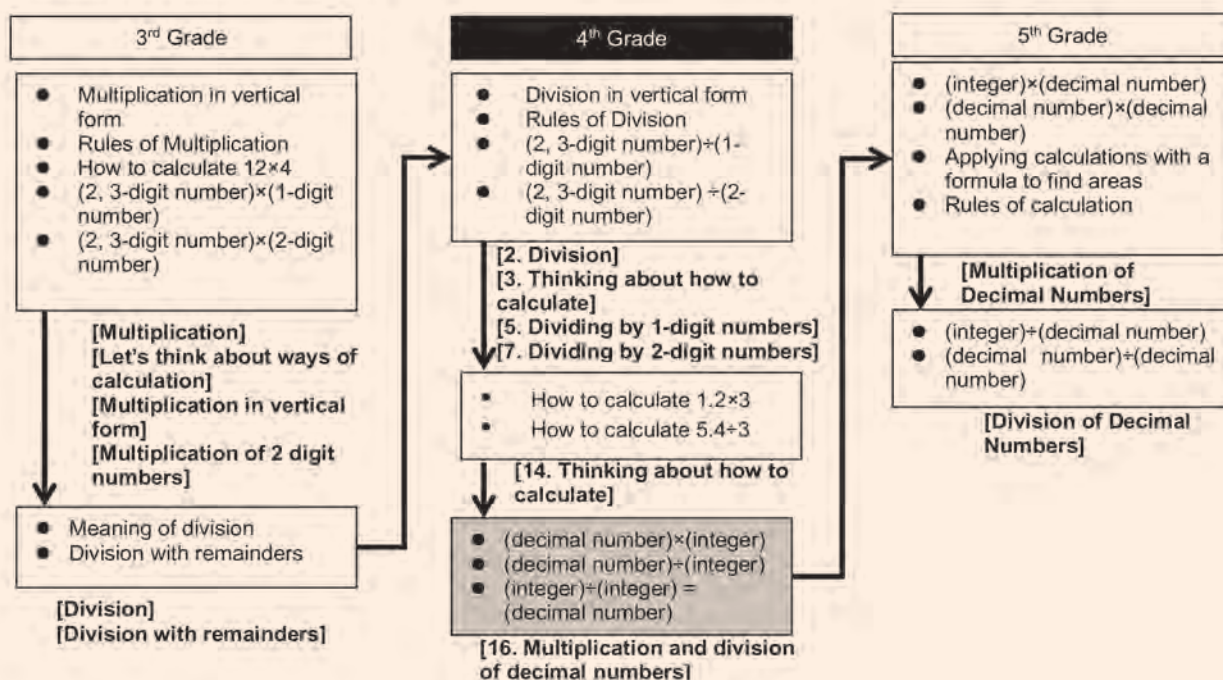 3rd Grade
● Multiplication in vertical
form
● Rules of Multiplication
● How to calculate 12×4
● (2, 3-digit number)×(1-digit
number)
● (2, 3-digit number)×(2-digit
number)
[Multiplication]
[Let's think about ways of
calculation]
[Multiplication in vertical
form]
[Multiplication of 2 digit
numbers]
● Meaning of division
● Division with remainders
[Division]
[Division with remainders]
4th Grade
● Division in vertical form
● Rules of Division
● (2, 3-digit number)÷(1-
digit number)
● (2, 3-digit number) ÷(2-
digit number)
[2. Division]
[3. Thinking about how to
calculate]
[5. Dividing by 1-digit numbers]
[7. Dividing by 2-digit numbers]
• How to calculate 1.2×3
• How to calculate 5.4÷3
[14. Thinking about how to
calculate]
● (decimal number)×(integer)
● (decimal number)÷(integer)
● (integer)÷(integer) =
(decimal number)
[16. Multiplication and division
of decimal numbers]
5th Grade
● (integer)×(decimal number)
● (decimal number)×(decimal
number)
● Applying calculations with a
formula to find areas
● Rules of calculation
[Multiplication of
Decimal Numbers]
● (integer)÷(decimal number)
● (decimal number)÷(decimal
number)
[Division of Decimal
Numbers]